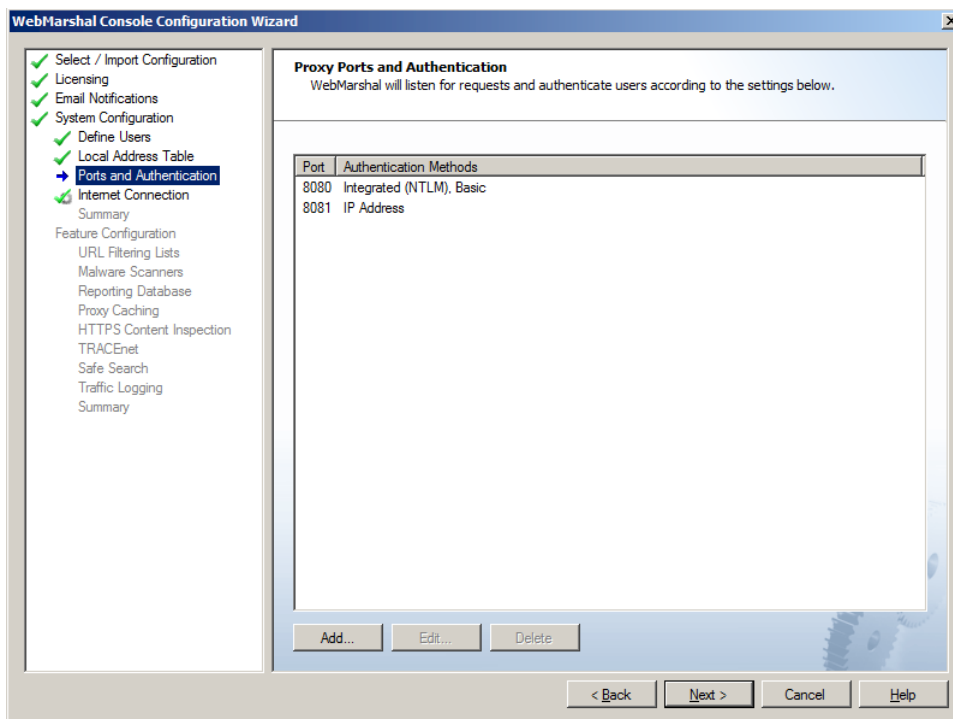 WebMarshal Console Configuration Wizard
Select / Import Configuration
Licensing
Email Notifications
System Configuration
Define Users
Local Address Table
Ports and Authentication
Internet Connection
Summary
Feature Configuration
URL Filtering Lists
Malware Scanners
Reporting Database
Proxy Caching
HTTPS Content Inspection
TRACEnet
Safe Search
Traffic Logging
Summary
Proxy Ports and Authentication
WebMarshal will listen for requests and authenticate users according to the settings below.
Port Authentication Methods
8080 Integrated (NTLM), Basic
8081 IP Address
Add... Edit... Delete
< Back Next > Cancel Help